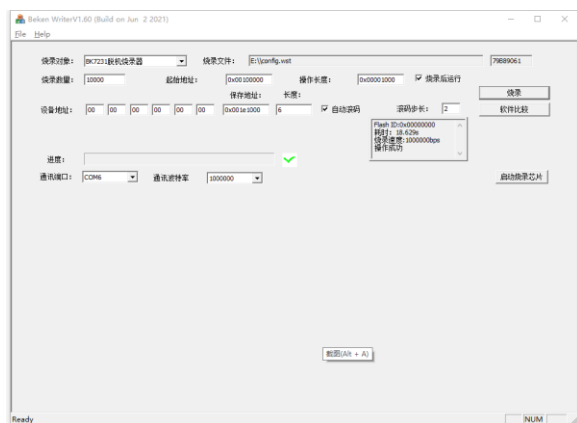 Beken WriterV1.60 (Build on Jun 2 2021)
File Help
烧录对象: BK7231脱机烧录器 烧录文件: E:\\config.wst 79B89061
烧录数量: 10000 起始地址: 0x00100000 操作长度: 0x00001000 烧录后运行
烧录
保存地址: 长度:
设备地址: 00 00 00 00 00 00 0x001e1000 6 自动滚码 滚码步长: 2 软件比较
Flash ID:0x00000000
耗时: 18.629s
烧录速度:1000000bps
操作成功
进度:
通讯端口: COM6 通讯波特率 1000000 启动烧录芯片
截图(Alt + A)
Ready NUM